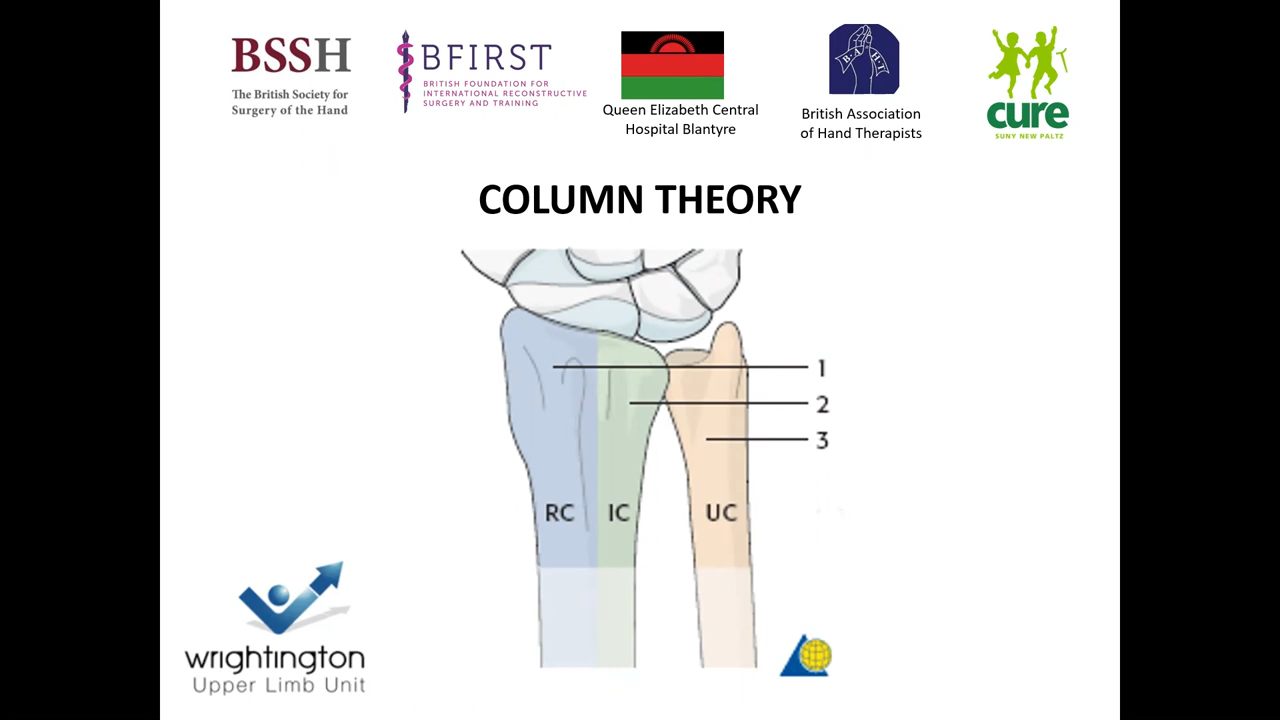 BSSH
The British Society for
Surgery of the Hand
BFIRST
BRITISH FOUNDATION FOR
INTERNATIONAL RECONSTRUCTIVE
SURGERY AND TRAINING
Queen Elizabeth Central
Hospital Blantyre
BAHT
British Association
of Hand Therapists
cure
SUNY NEW PALTZ
COLUMN THEORY
1
2
3
RC IC UC
wrightington
Upper Limb Unit